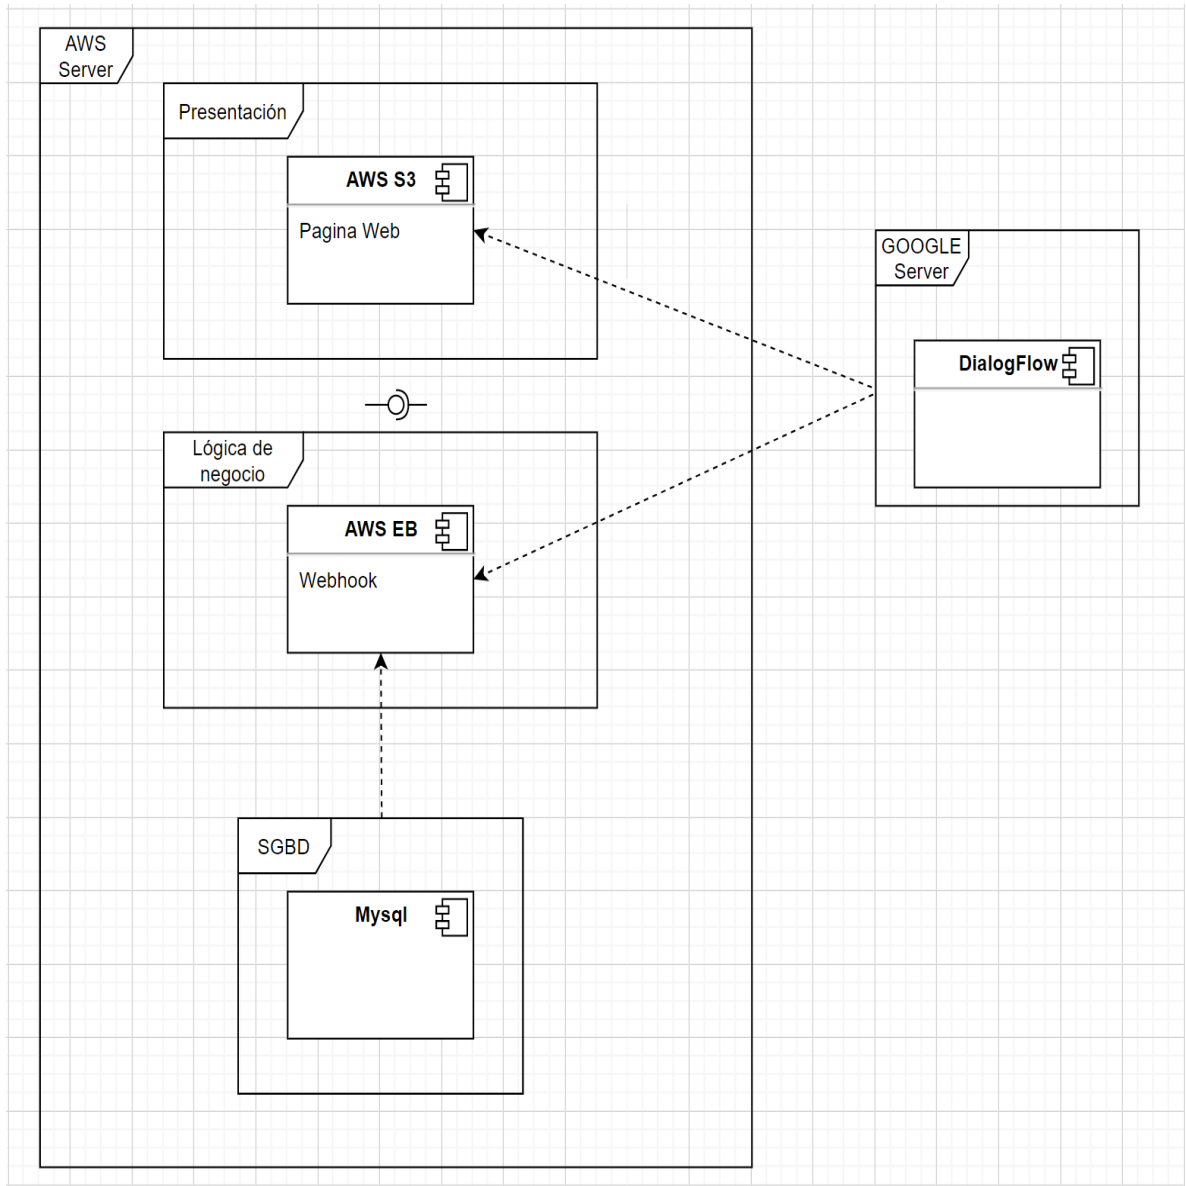 AWS
Server
Presentación
AWS S3
Pagina Web
GOOGLE
Server
DialogFlow
Lógica de
negocio
AWS EB
Webhook
SGBD
Mysql